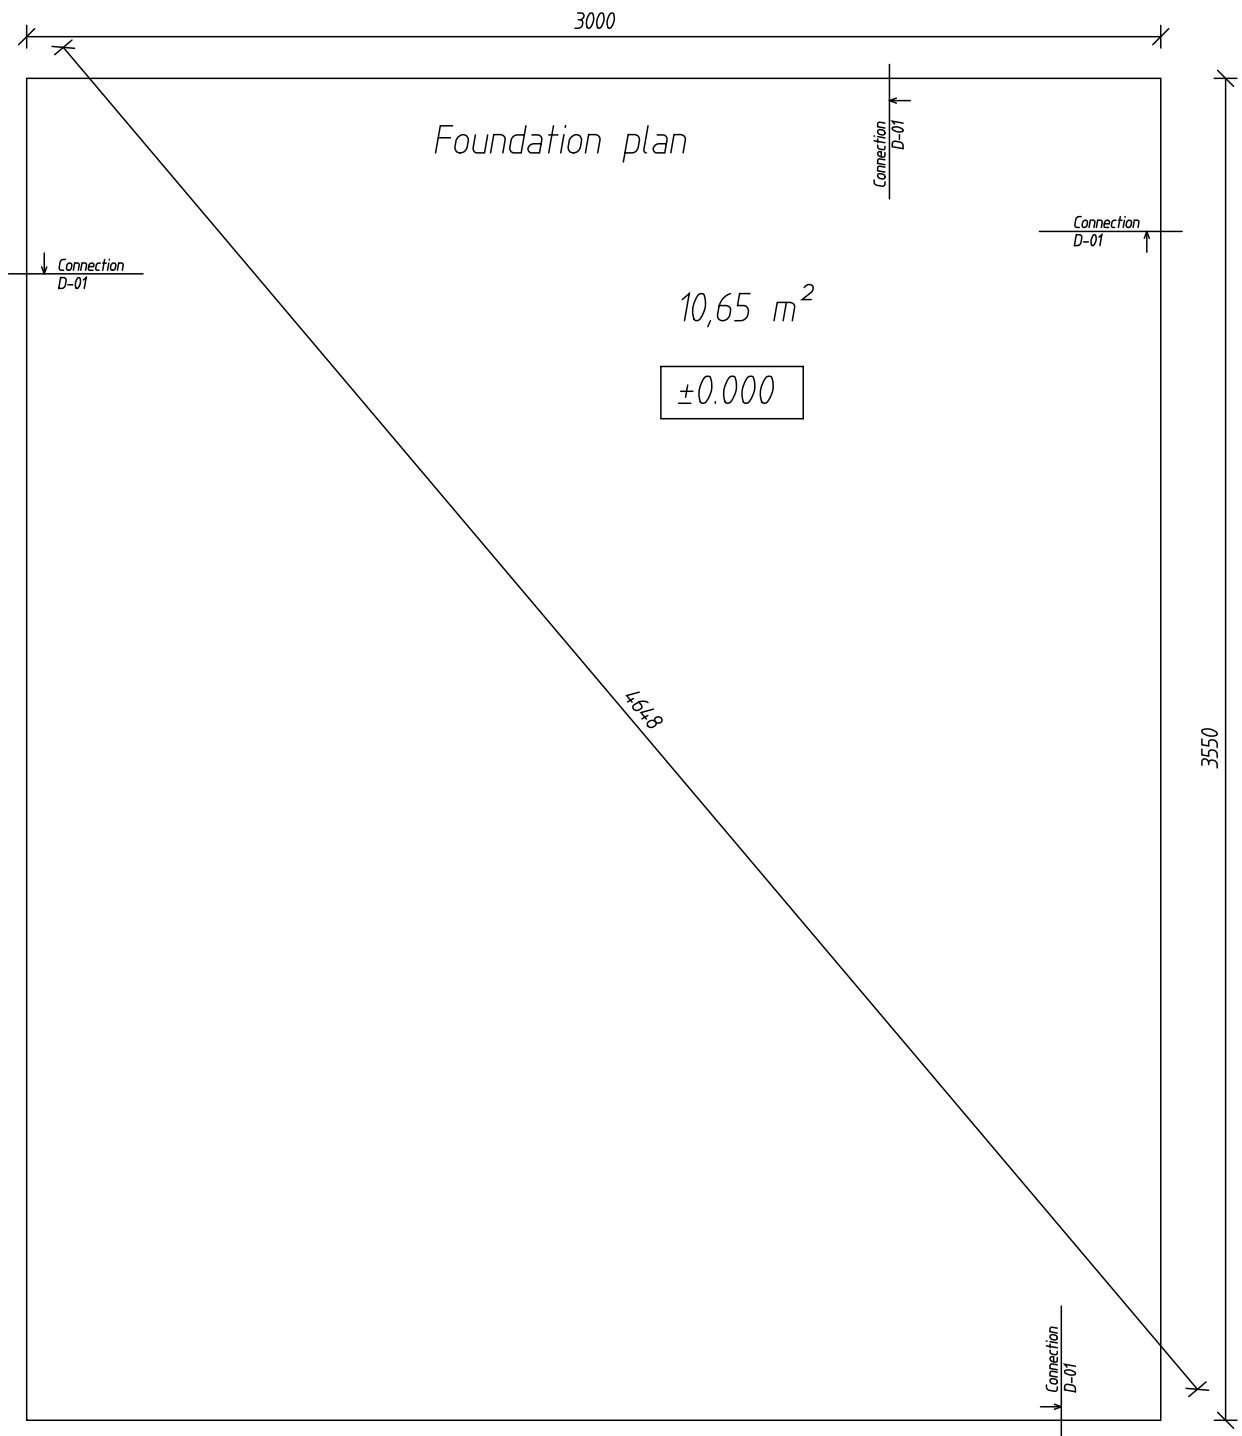 3000
Foundation plan
Connection
D-01
Connection
D-01
Connection
D-01
10,65 m²
±0.000
4648
3550
Connection
D-01